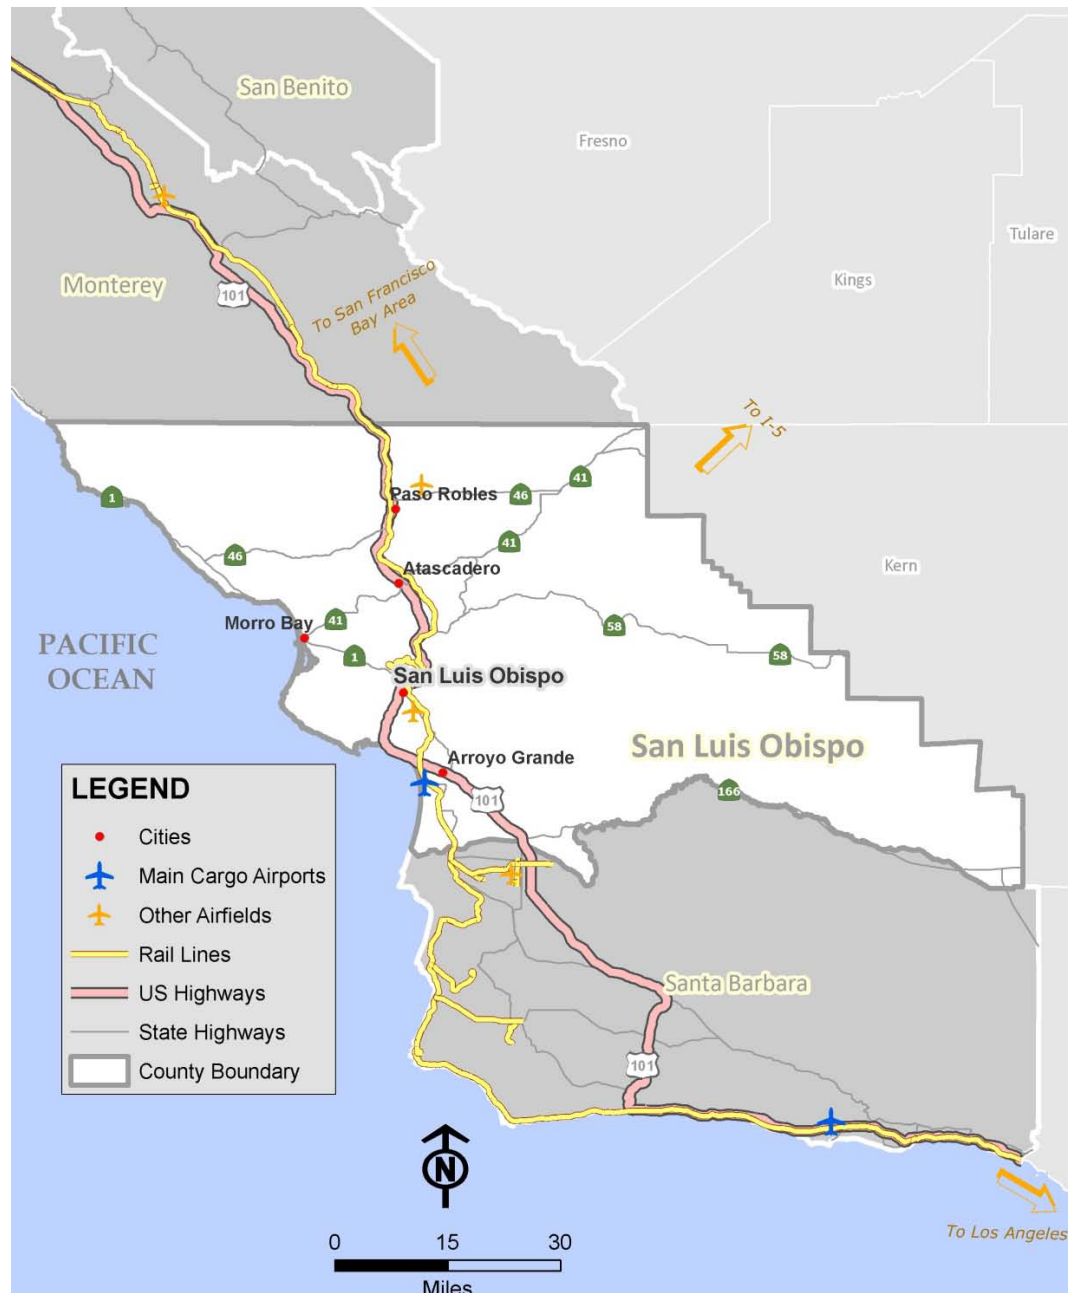 San Benito
Fresno
Tulare
Kings
Monterey
101
To San Francisco
Bay Area
To I-5
1
Paso Robles
46
41
41
46
Kern
Atascadero
Morro Bay
41
58
1
58
PACIFIC
OCEAN
San Luis Obispo
San Luis Obispo
Arroyo Grande
101
166
LEGEND
Cities
Main Cargo Airports
Other Airfields
Rail Lines
US Highways
State Highways
County Boundary
Santa Barbara
101
N
To Los Angeles
0 15 30
Miles